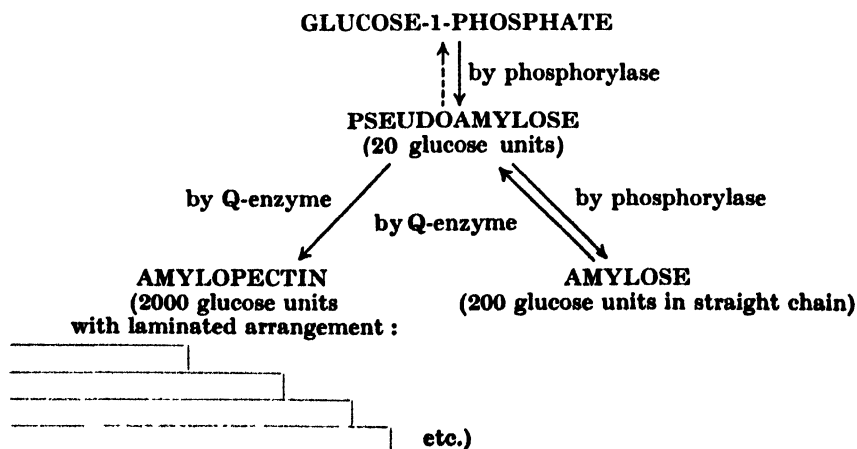 GLUCOSE-1-PHOSPHATE
by phosphorylase
PSEUDOAMYLOSE
(20 glucose units)
by Q-enzyme
by Q-enzyme
by phosphorylase
AMYLOPECTIN
(2000 glucose units
with laminated arrangement :
AMYLOSE
(200 glucose units in straight chain)
etc.)